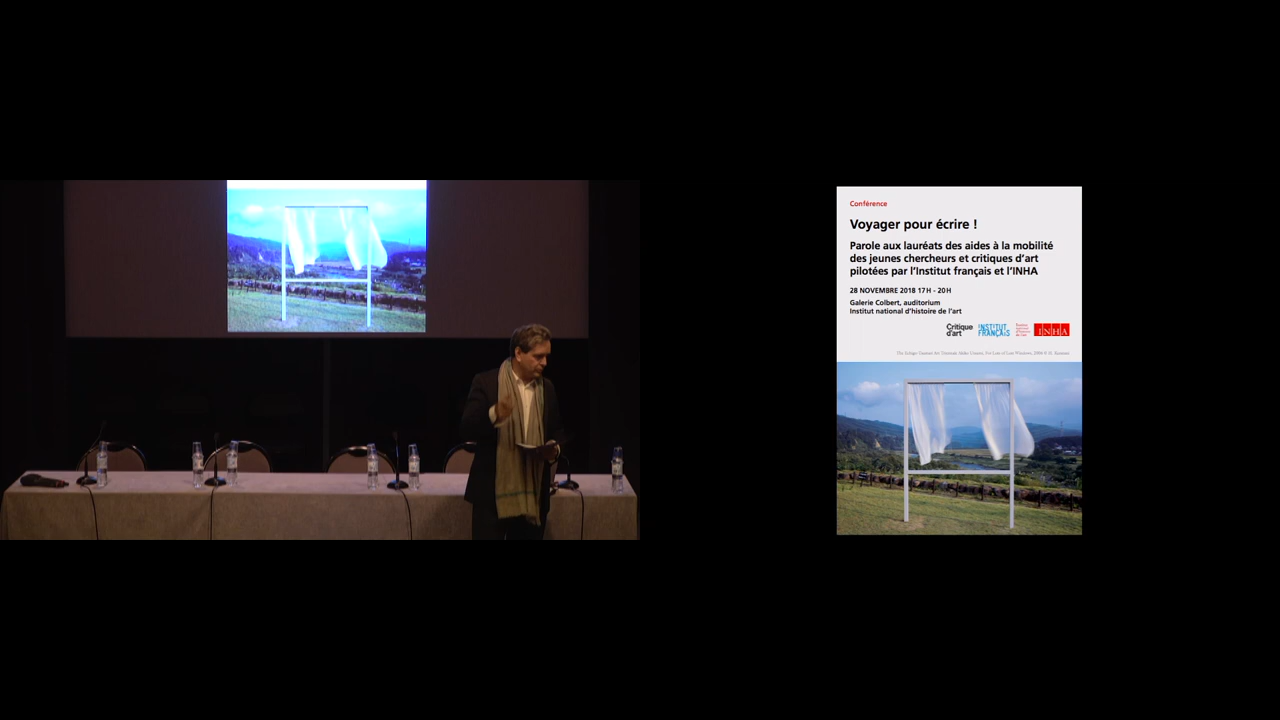 Conférence
Voyager pour écrire !
Parole aux lauréats des aides à la mobilité
des jeunes chercheurs et critiques d'art
pilotées par l'Institut français et l'INHA
28 NOVEMBRE 2018 17H - 20H
Galerie Colbert, auditorium
Institut national d'histoire de l'art
Critique
d'art
INSTITUT
FRANÇAIS
INHA